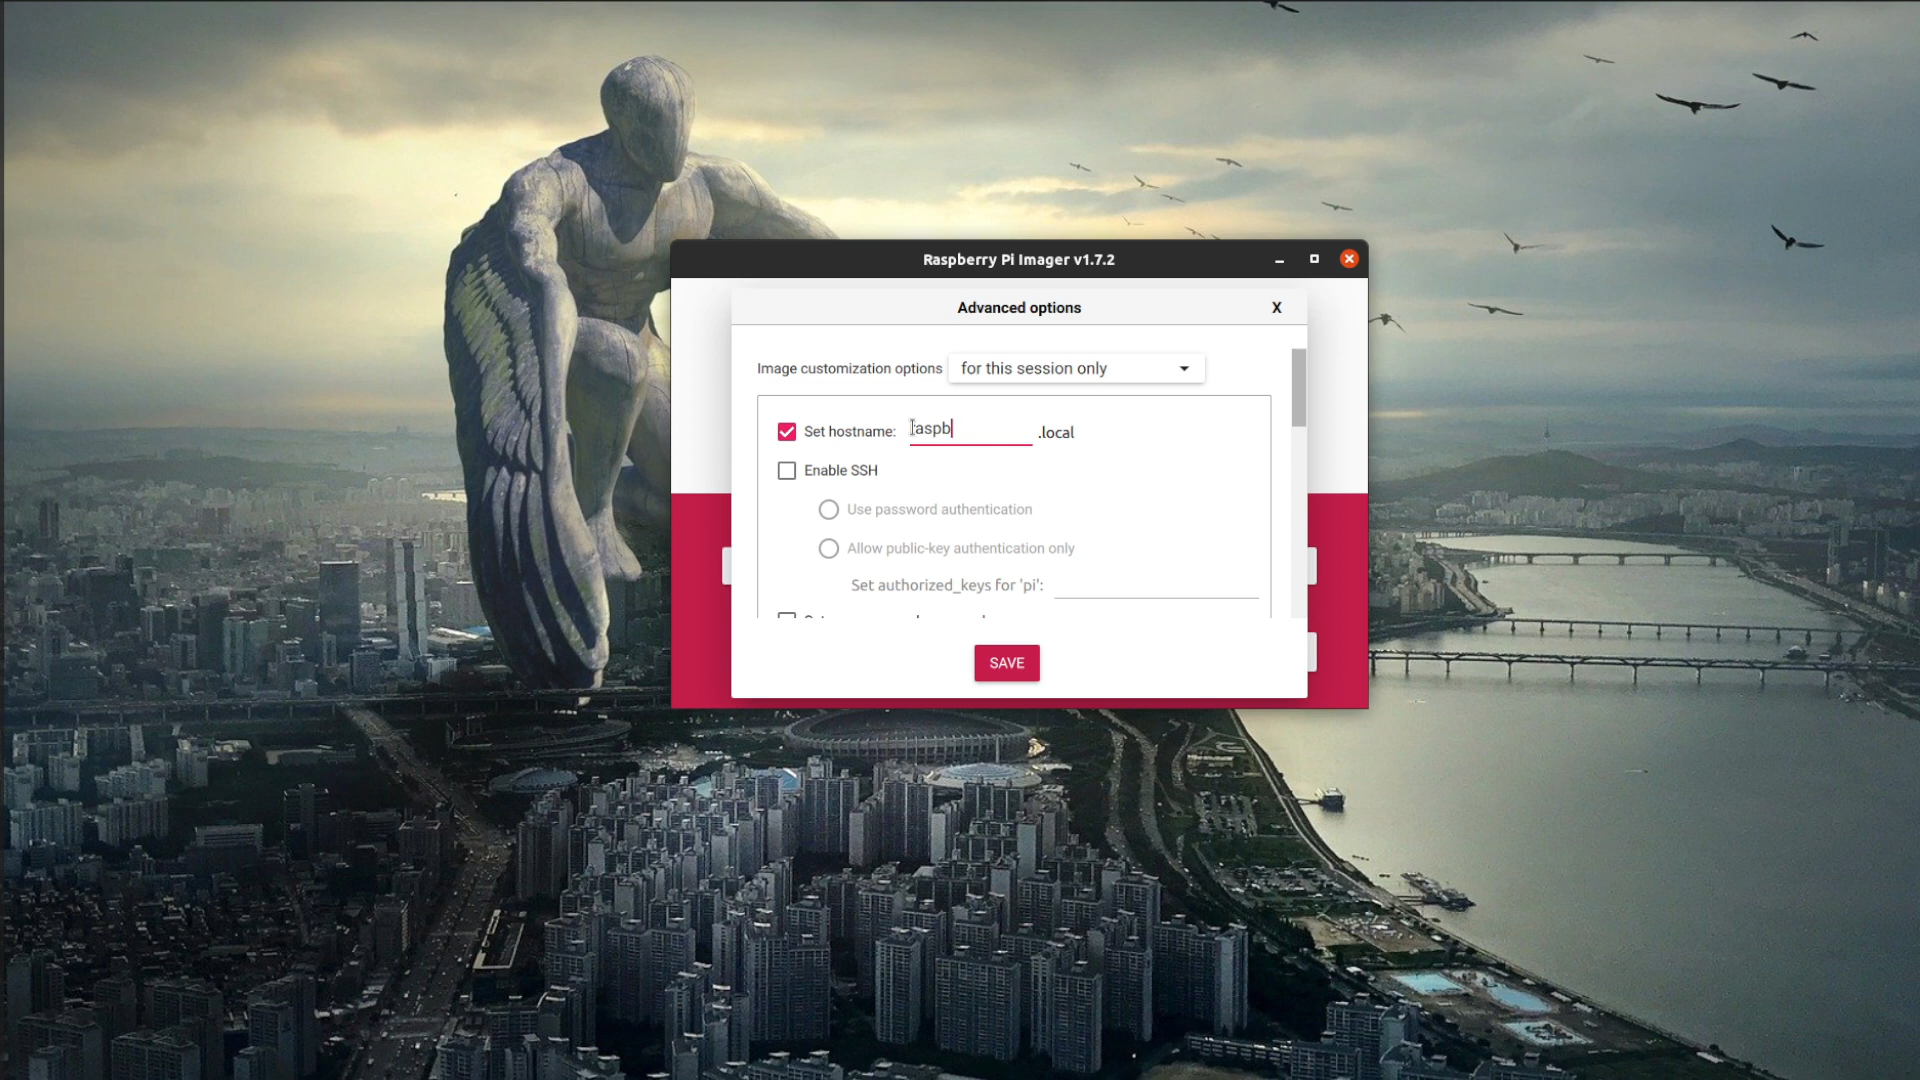 Raspberry Pi Imager v1.7.2
Advanced options X
Image customization options for this session only
Set hostname: raspb .local
Enable SSH
Use password authentication
Allow public-key authentication only
Set authorized_keys for 'pi':
SAVE